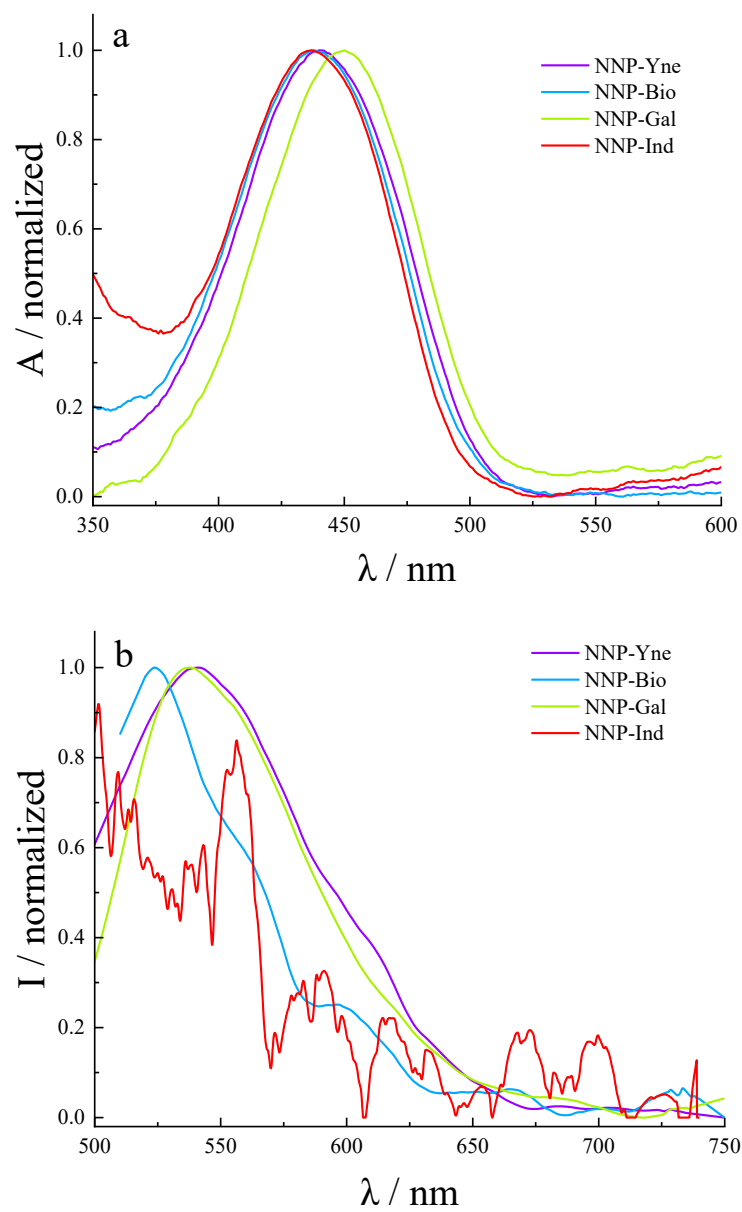 a
NNP-Yne
NNP-Bio
NNP-Gal
NNP-Ind
A / normalized
1.0
0.8
0.6
0.4
0.2
0.0
350 400 450 500 550 600
λ / nm
b
NNP-Yne
NNP-Bio
NNP-Gal
NNP-Ind
I / normalized
1.0
0.8
0.6
0.4
0.2
0.0
500 550 600 650 700 750
λ / nm